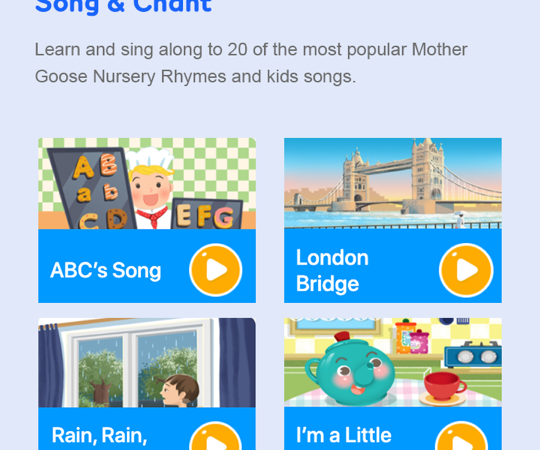 Song & Chant
Learn and sing along to 20 of the most popular Mother
Goose Nursery Rhymes and kids songs.
A B
a b
C D
E F G
ABC's Song
London
Bridge
Rain, Rain,
I'm a Little